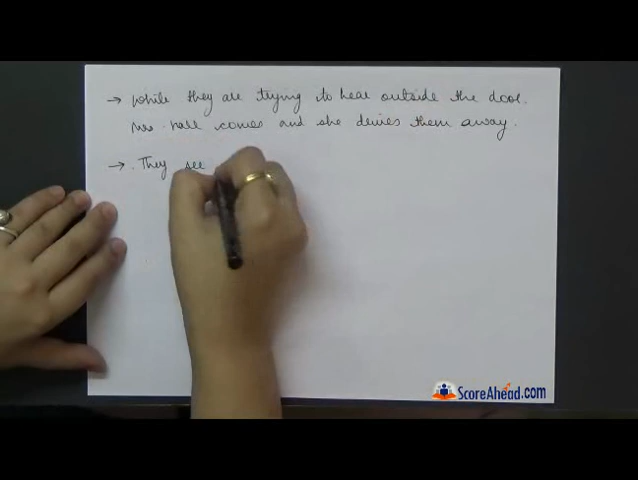 → while they are trying to hear outside the door.
Mrs. Hall comes and she drives them away.
→ . They see
ScoreAhead.com